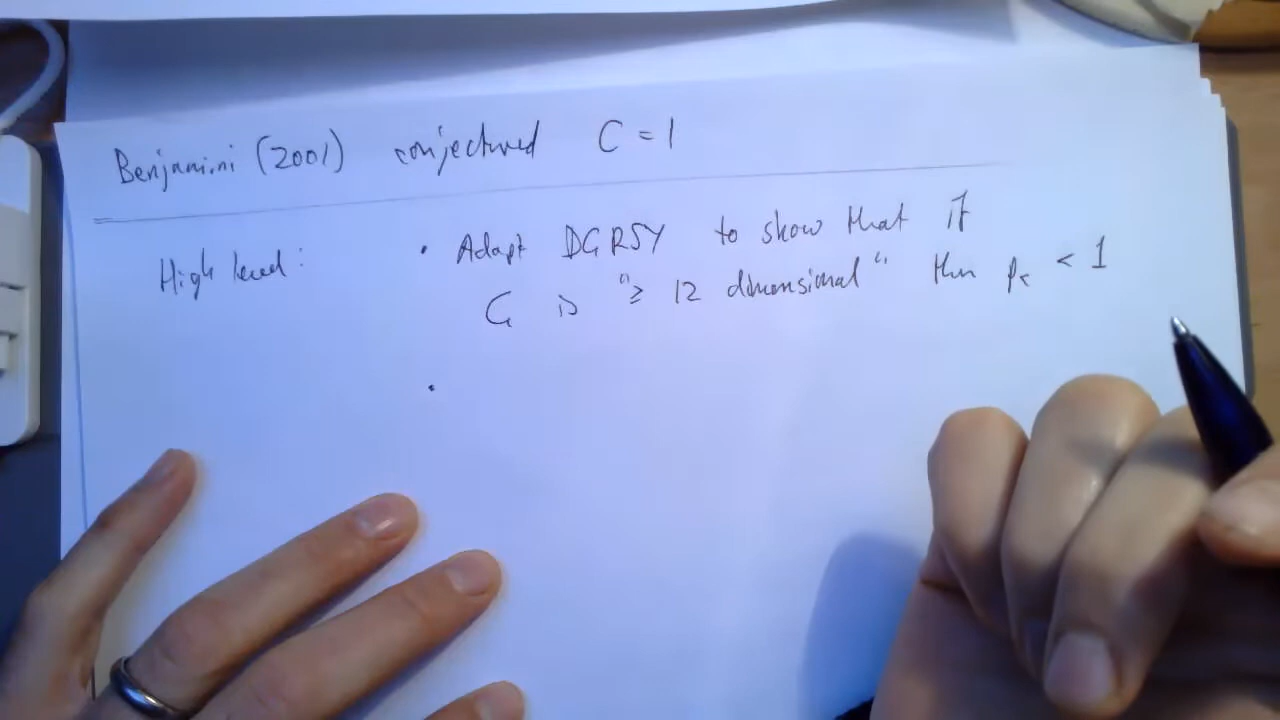 Benjamini (2001) conjectured C = 1
High level: • Adapt DGRSY to show that if
G is "≥ 12 dimensional" then pc < 1
•